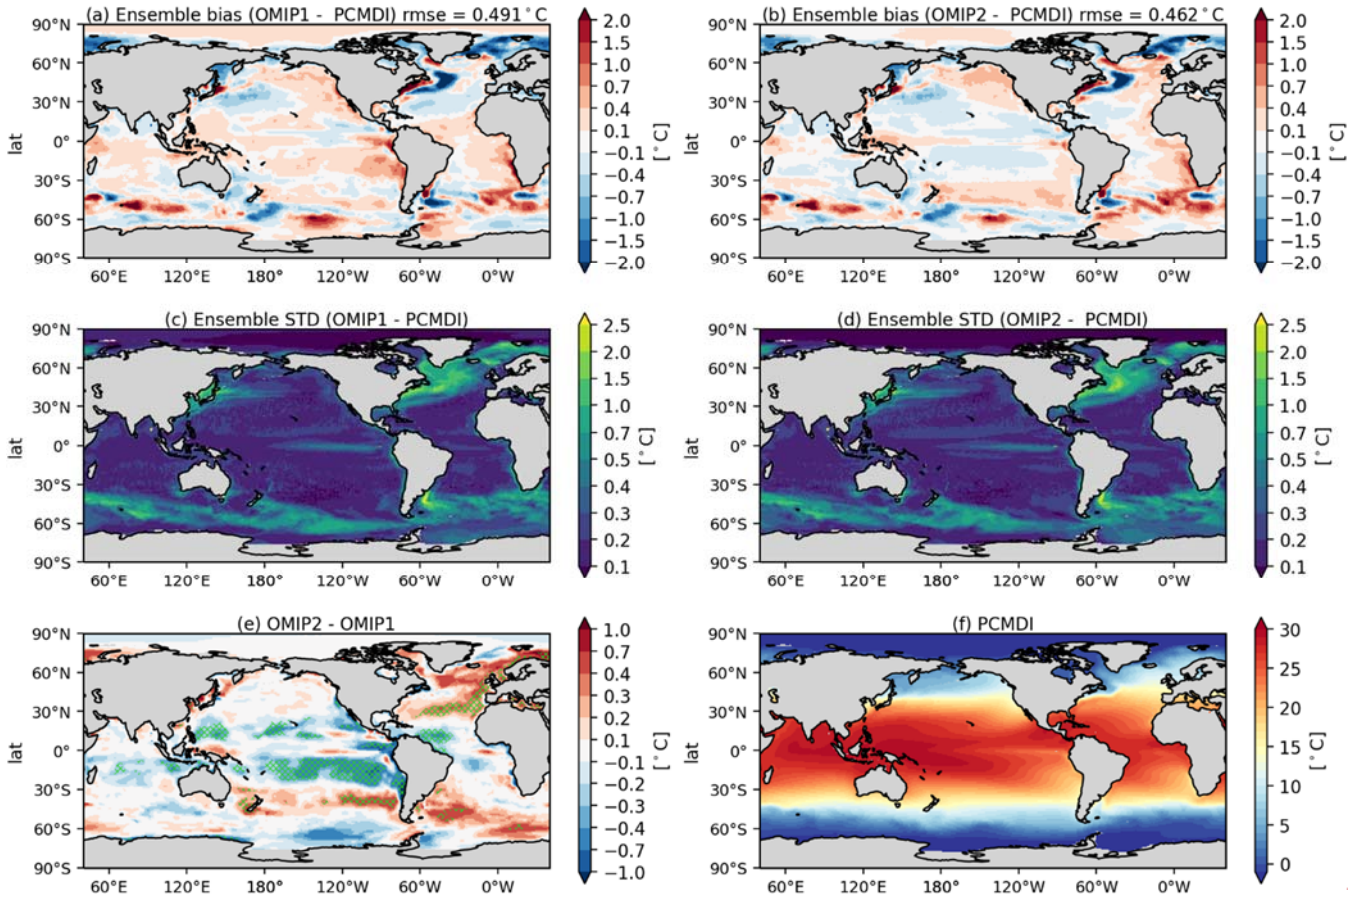 (a) Ensemble bias (OMIP1 - PCMDI) rmse = 0.491°C
90°N
60°N
30°N
0°
30°S
60°S
90°S
lat
60°E 120°E 180° 120°W 60°W 0°W
2.0
1.5
1.0
0.7
0.4
0.1
−0.1
−0.4
−0.7
−1.0
−1.5
−2.0
[°C]
(b) Ensemble bias (OMIP2 - PCMDI) rmse = 0.462°C
90°N
60°N
30°N
0°
30°S
60°S
90°S
lat
60°E 120°E 180° 120°W 60°W 0°W
2.0
1.5
1.0
0.7
0.4
0.1
−0.1
−0.4
−0.7
−1.0
−1.5
−2.0
[°C]
(c) Ensemble STD (OMIP1 - PCMDI)
90°N
60°N
30°N
0°
30°S
60°S
90°S
lat
60°E 120°E 180° 120°W 60°W 0°W
2.5
2.0
1.5
1.0
0.7
0.5
0.4
0.3
0.2
0.1
[°C]
(d) Ensemble STD (OMIP2 - PCMDI)
90°N
60°N
30°N
0°
30°S
60°S
90°S
lat
60°E 120°E 180° 120°W 60°W 0°W
2.5
2.0
1.5
1.0
0.7
0.5
0.4
0.3
0.2
0.1
[°C]
(e) OMIP2 - OMIP1
90°N
60°N
30°N
0°
30°S
60°S
90°S
lat
60°E 120°E 180° 120°W 60°W 0°W
1.0
0.7
0.4
0.3
0.2
0.1
−0.1
−0.2
−0.3
−0.4
−0.7
−1.0
[°C]
(f) PCMDI
90°N
60°N
30°N
0°
30°S
60°S
90°S
lat
60°E 120°E 180° 120°W 60°W 0°W
30
25
20
15
10
5
0
[°C]